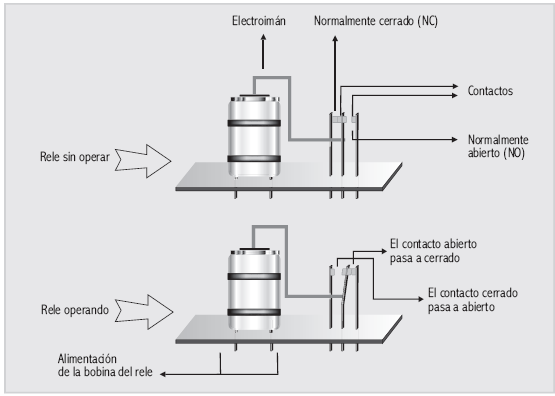 Electroimán
Normalmente cerrado (NC)
Contactos
Rele sin operar
Normalmente
abierto (NO)
El contacto abierto
pasa a cerrado
El contacto cerrado
pasa a abierto
Rele operando
Alimentación
de la bobina del rele